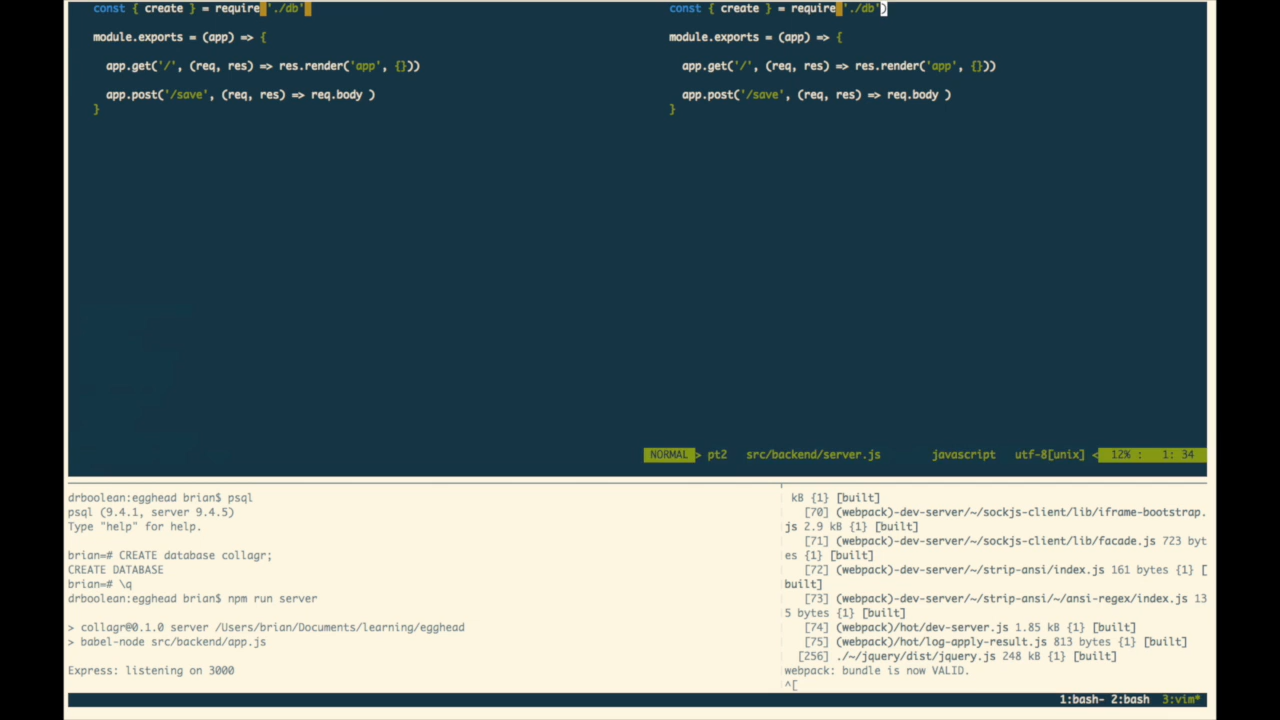 const { create } = require('./db')
module.exports = (app) => {
app.get('/', (req, res) => res.render('app', {}))
app.post('/save', (req, res) => req.body )
}
const { create } = require('./db')
module.exports = (app) => {
app.get('/', (req, res) => res.render('app', {}))
app.post('/save', (req, res) => req.body )
}
NORMAL > pt2 src/backend/server.js javascript utf-8[unix] < 12% : 1: 34
drboolean:egghead brian$ psql
psql (9.4.1, server 9.4.5)
Type "help" for help.
brian=# CREATE database collagr;
CREATE DATABASE
brian=# \q
drboolean:egghead brian$ npm run server
> collagr@0.1.0 server /Users/brian/Documents/learning/egghead
> babel-node src/backend/app.js
Express: listening on 3000
kB {1} [built]
[70] (webpack)-dev-server/~/sockjs-client/lib/iframe-bootstrap.
js 2.9 kB {1} [built]
[71] (webpack)-dev-server/~/sockjs-client/lib/facade.js 723 byt
es {1} [built]
[72] (webpack)-dev-server/~/strip-ansi/index.js 161 bytes {1} [
built]
[73] (webpack)-dev-server/~/strip-ansi/~/ansi-regex/index.js 13
5 bytes {1} [built]
[74] (webpack)/hot/dev-server.js 1.85 kB {1} [built]
[75] (webpack)/hot/log-apply-result.js 813 bytes {1} [built]
[256] ./~/jquery/dist/jquery.js 248 kB {1} [built]
webpack: bundle is now VALID.
^[
1:bash- 2:bash 3:vim*